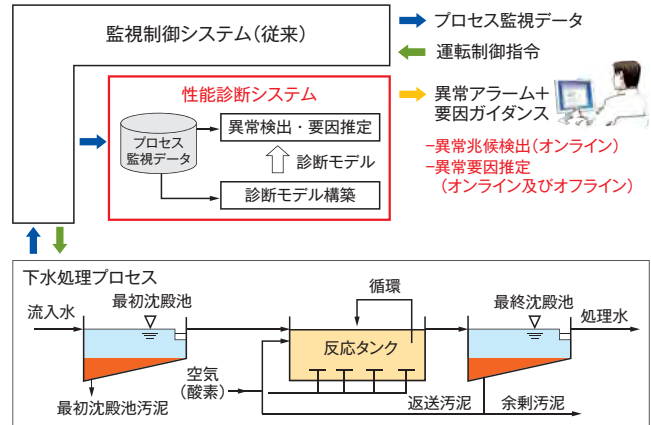 監視制御システム(従来)
プロセス監視データ
運転制御指令
異常アラーム+
要因ガイダンス
-異常兆候検出(オンライン)
-異常要因推定
(オンライン及びオフライン)
性能診断システム
プロセス
監視データ
異常検出・要因推定
診断モデル
診断モデル構築
下水処理プロセス
流入水
最初沈殿池
循環
最終沈殿池
処理水
反応タンク
空気
(酸素)
最初沈殿池汚泥
返送汚泥
余剰汚泥